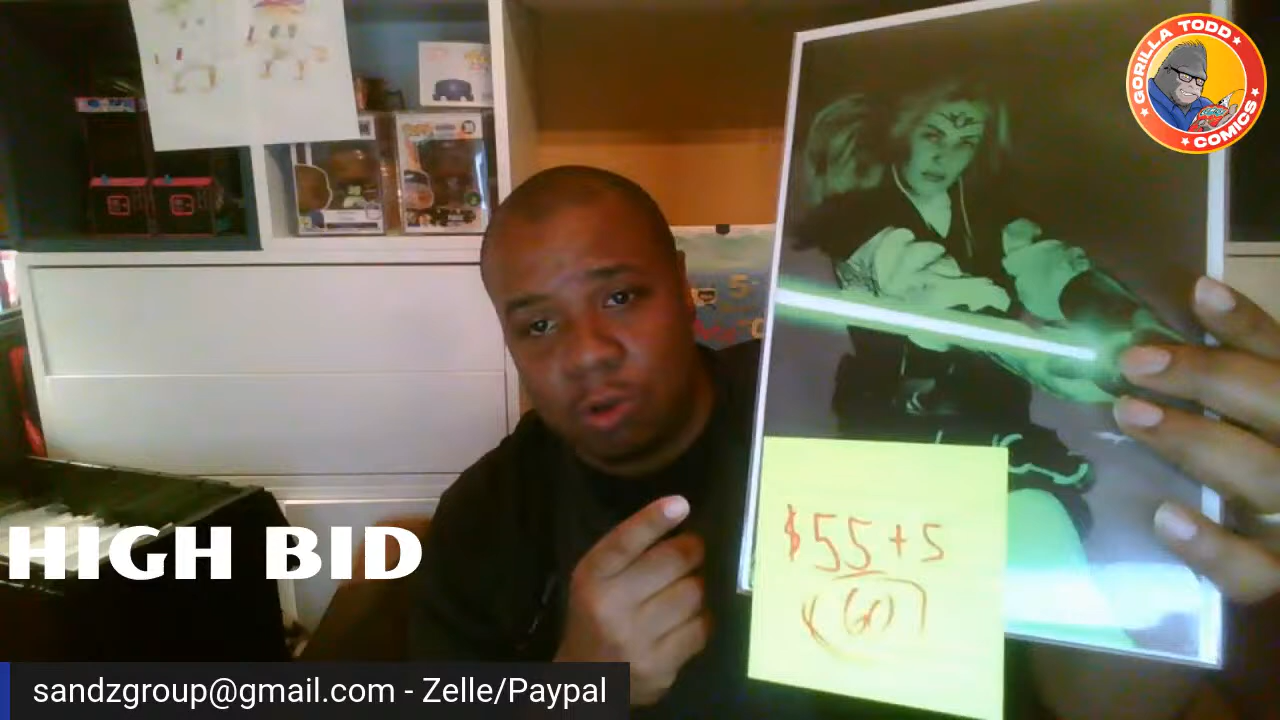 GORILLA TODD
COMICS
$55+5
(60)
HIGH BID
sandzgroup@gmail.com - Zelle/Paypal